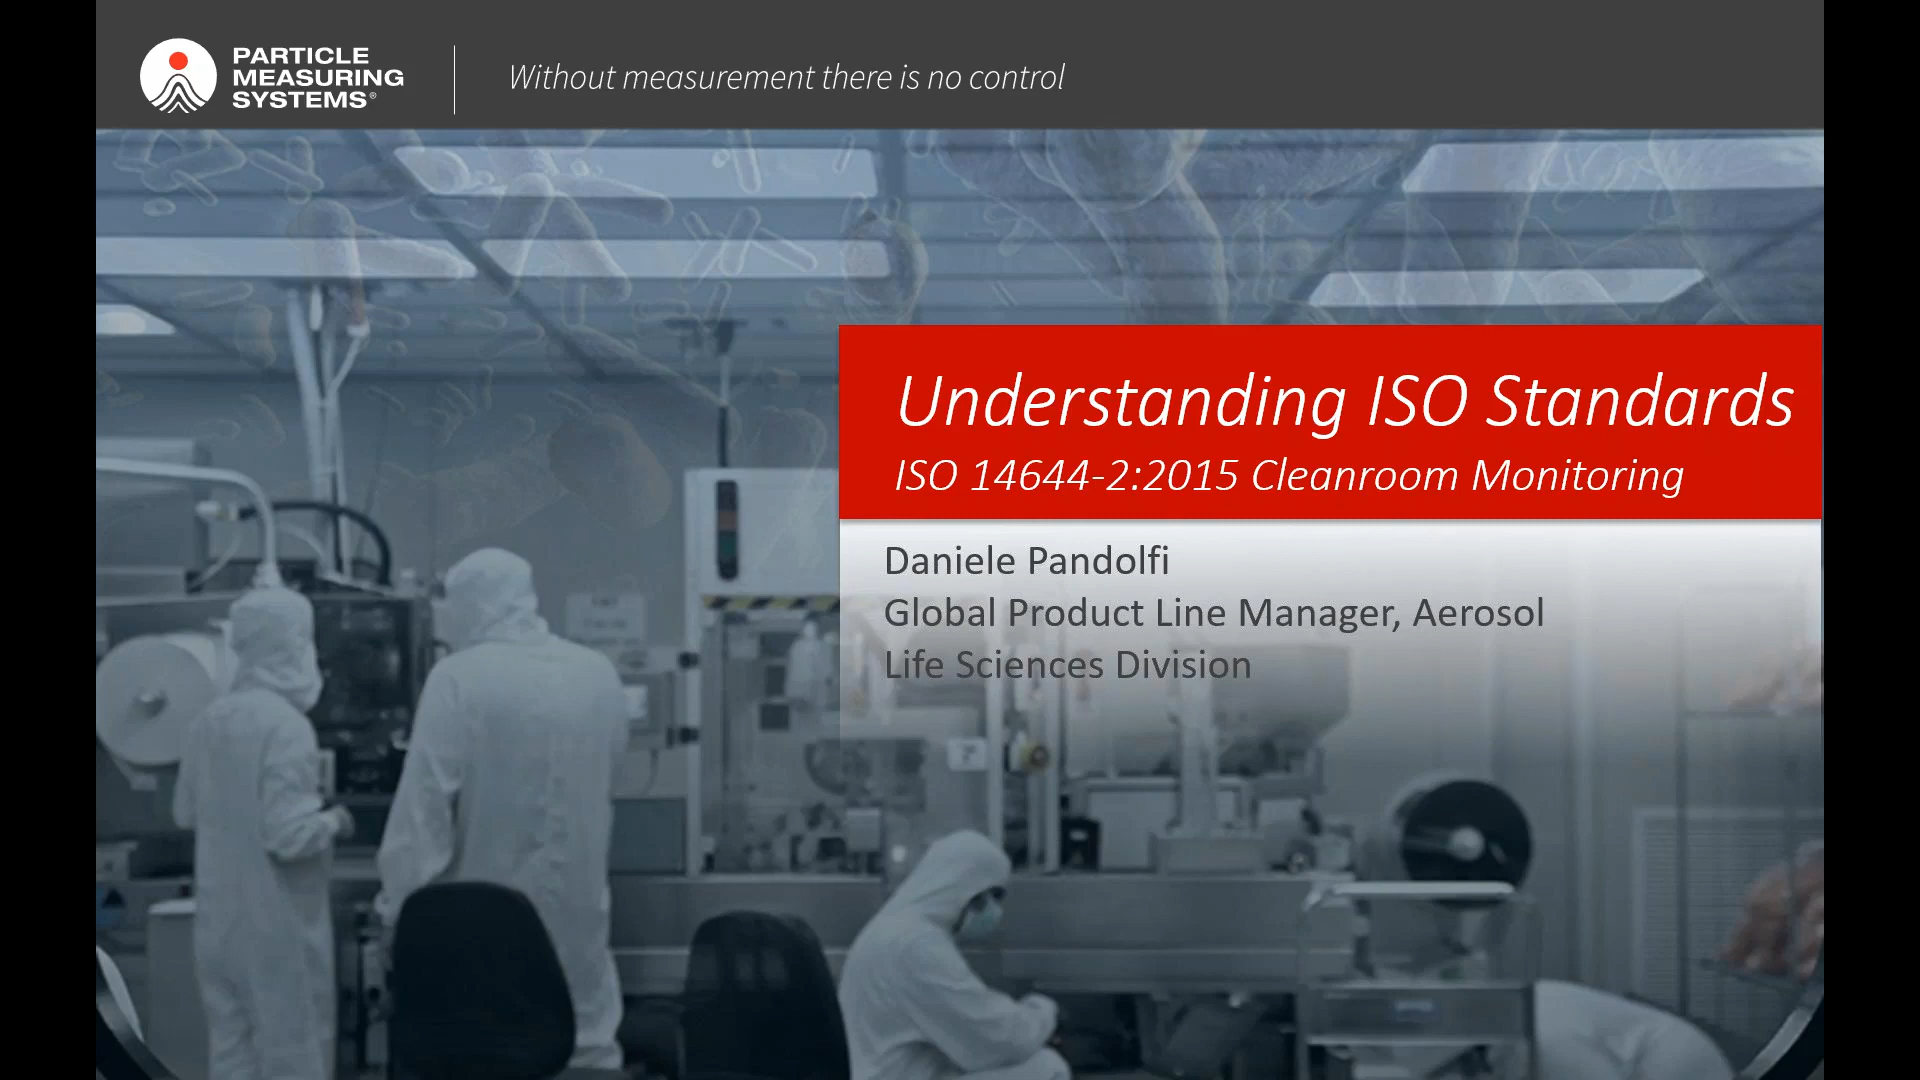 PARTICLE
MEASURING
SYSTEMS®
Without measurement there is no control
Understanding ISO Standards
ISO 14644-2:2015 Cleanroom Monitoring
Daniele Pandolfi
Global Product Line Manager, Aerosol
Life Sciences Division